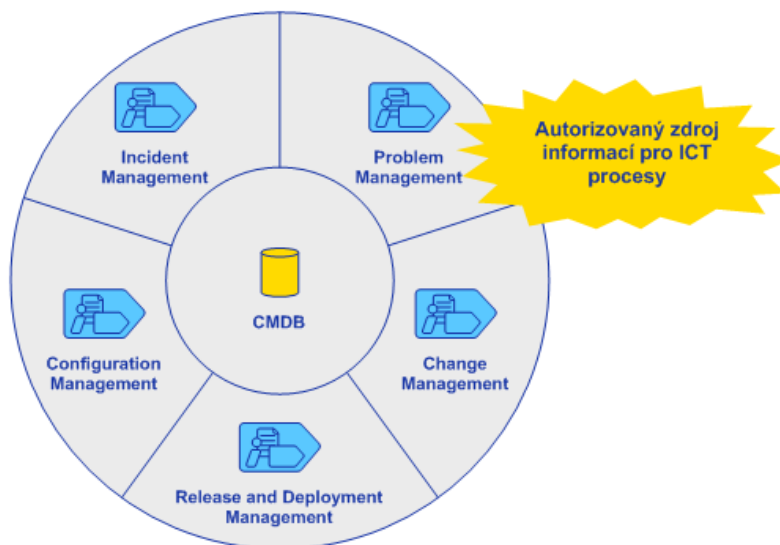 Incident
Management
Problem
Management
Autorizovaný zdroj
informací pro ICT
procesy
CMDB
Configuration
Management
Change
Management
Release and Deployment
Management